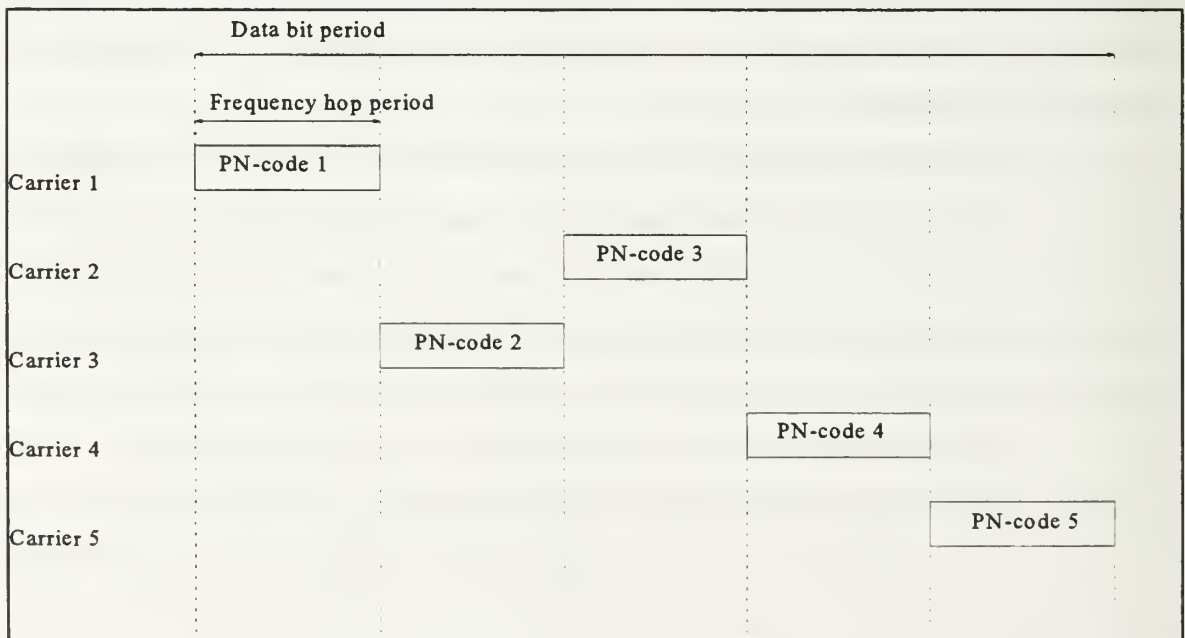 Data bit period
Frequency hop period
PN-code 1
Carrier 1
PN-code 3
Carrier 2
PN-code 2
Carrier 3
PN-code 4
Carrier 4
PN-code 5
Carrier 5